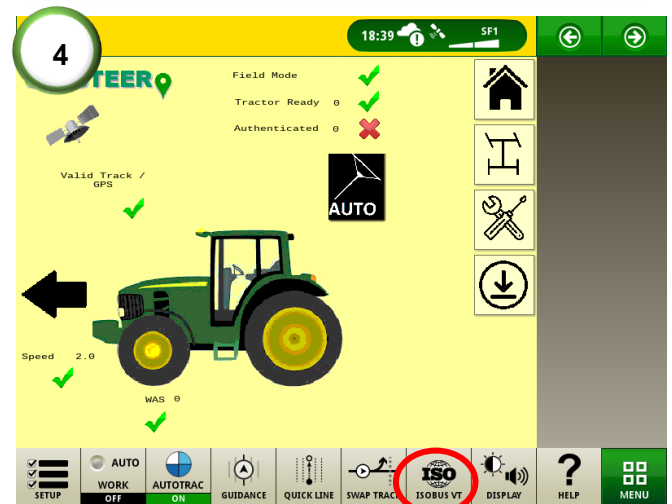 4
18:39 SF1
TEER
Field Mode
Tractor Ready 0
Authenticated 0
Valid Track /
GPS
AUTO
Speed 2.0
WAS 0
SETUP
AUTO
WORK
OFF
AUTOTRAC
ON
GUIDANCE
QUICK LINE
SWAP TRACK
ISO
ISOBUS VT
DISPLAY
?
HELP
MENU